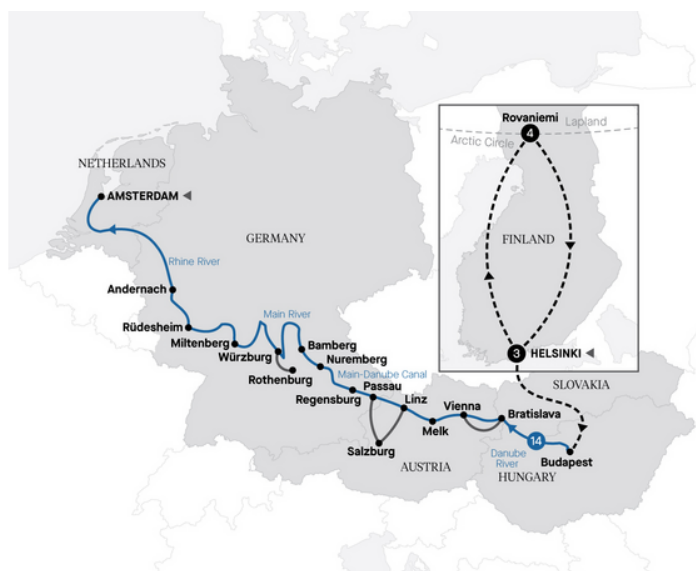 Rovaniemi
4
Lapland
Arctic Circle
NETHERLANDS
AMSTERDAM
FINLAND
GERMANY
Rhine River
Andernach
Main River
Rüdesheim
Miltenberg
Bamberg
3
HELSINKI
Würzburg
Nuremberg
Rothenburg
Main-Danube Canal
SLOVAKIA
Passau
Regensburg
Linz
Vienna
Bratislava
Melk
14
Salzburg
Danube
River
Budapest
AUSTRIA
HUNGARY